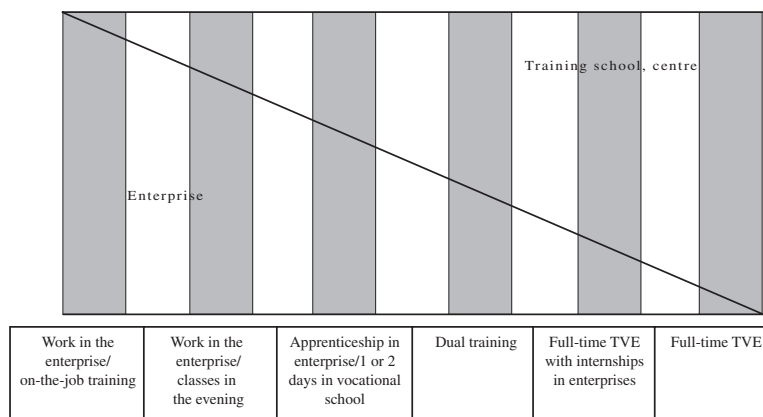 Training school, centre
Enterprise
Work in the
enterprise/
on-the-job training
Work in the
enterprise/
classes in
the evening
Apprenticeship in
enterprise/1 or 2
days in vocational
school
Dual training
Full-time TVE
with internships
in enterprises
Full-time TVE